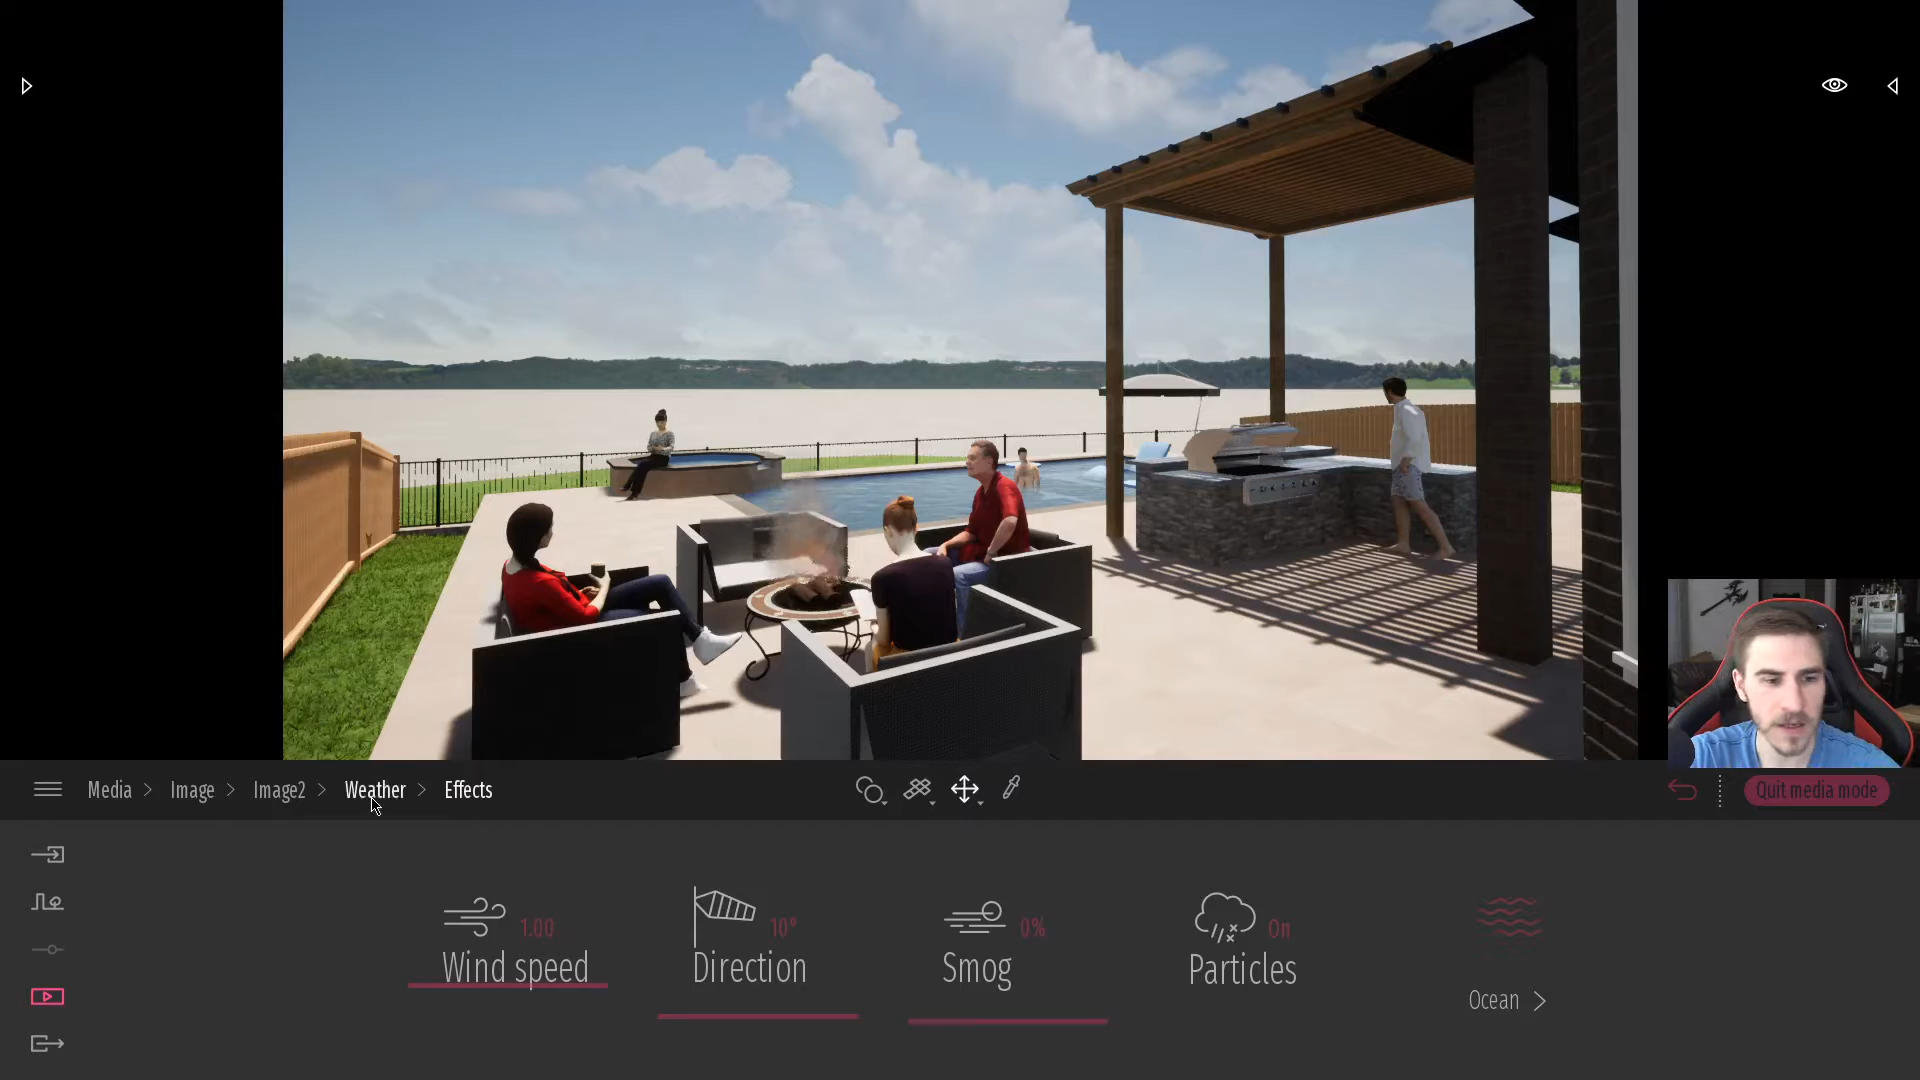 Media > Image > Image2 > Weather > Effects
Quit media mode
1.00
Wind speed
10°
Direction
0%
Smog
On
Particles
Ocean >